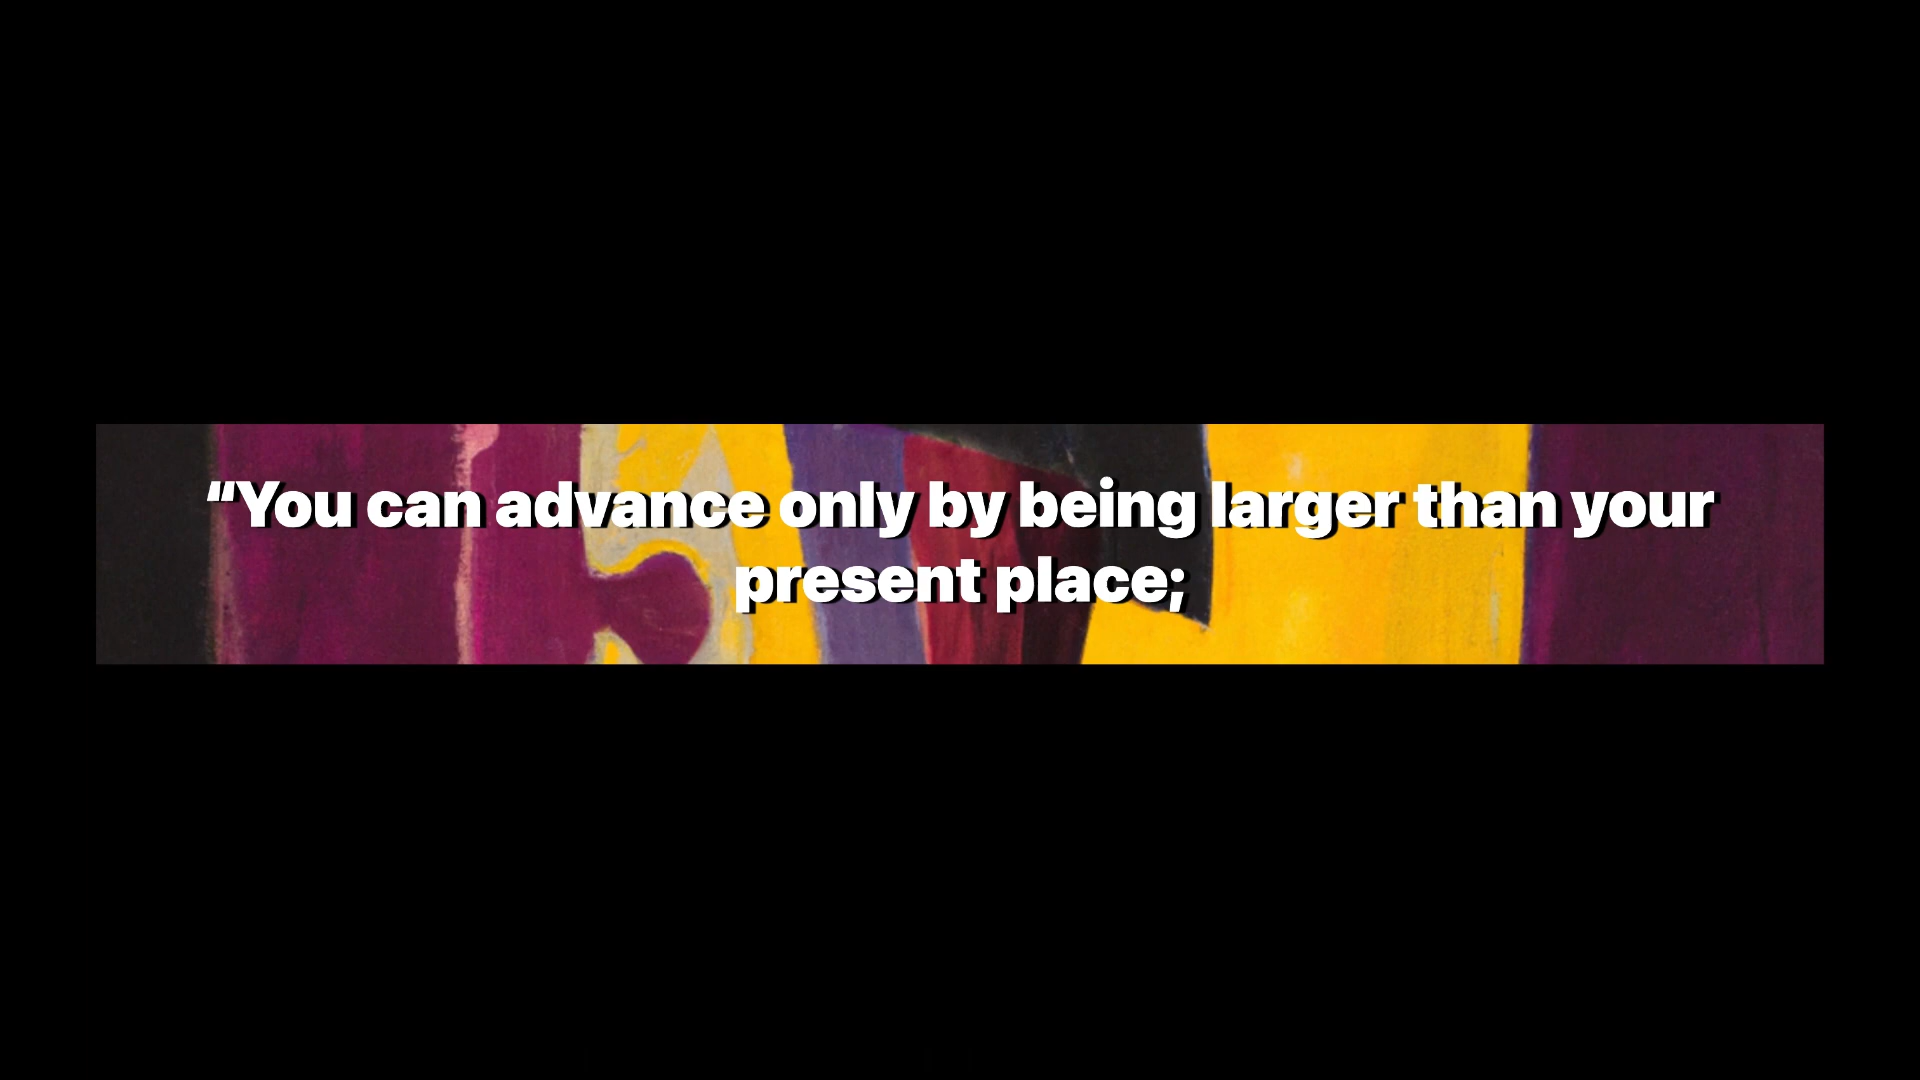 “You can advance only by being larger than your
present place;